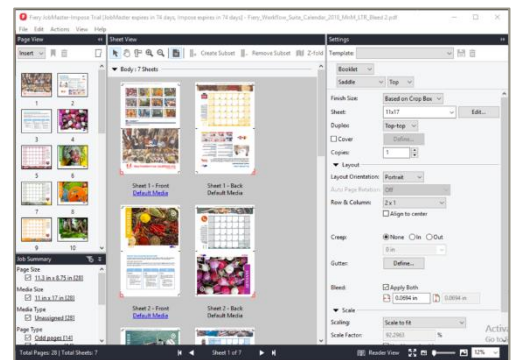 Fiery JobMaster-Impose Trial [JobMaster expires in 74 days, Impose expires in 74 days] - Fiery_Workflow_Suite_Calendar_2018_MnM_LTR_Bleed 2.pdf
File Edit Actions View Help
Page View
Sheet View
Settings
Insert
Create Subset
Remove Subset
2-fold
Template:
Body : 7 Sheets
Booklet
Saddle
Top
1 2
3 4
5 6
7 8
9 10
Sheet 1 - Front
Default Media
Sheet 1 - Back
Default Media
Sheet 2 - Front
Default Media
Sheet 2 - Back
Default Media
Finish Size: Based on Crop Box
Sheet: 11x17 Edit...
Duplex: Top-top
Cover Define...
Copies: 1
Layout
Layout Orientation: Portrait
Auto Page Rotation: Off
Row & Column: 2 x 1
Align to center
Creep: None In Out
0 in
Gutter: Define...
Bleed: Apply Both
0.0694 in 0.0694 in
Scale
Scaling: Scale to fit
Scale Factor: 92.2963 %
Job Summary
Page Size
11.3 in x 8.75 in [28]
Media Size
11 in x 17 in [28]
Media Type
Unassigned [28]
Page Type
Odd pages [14]
Total Pages: 28 | Total Sheets: 7
Sheet 1 of 7
Reader View
12%